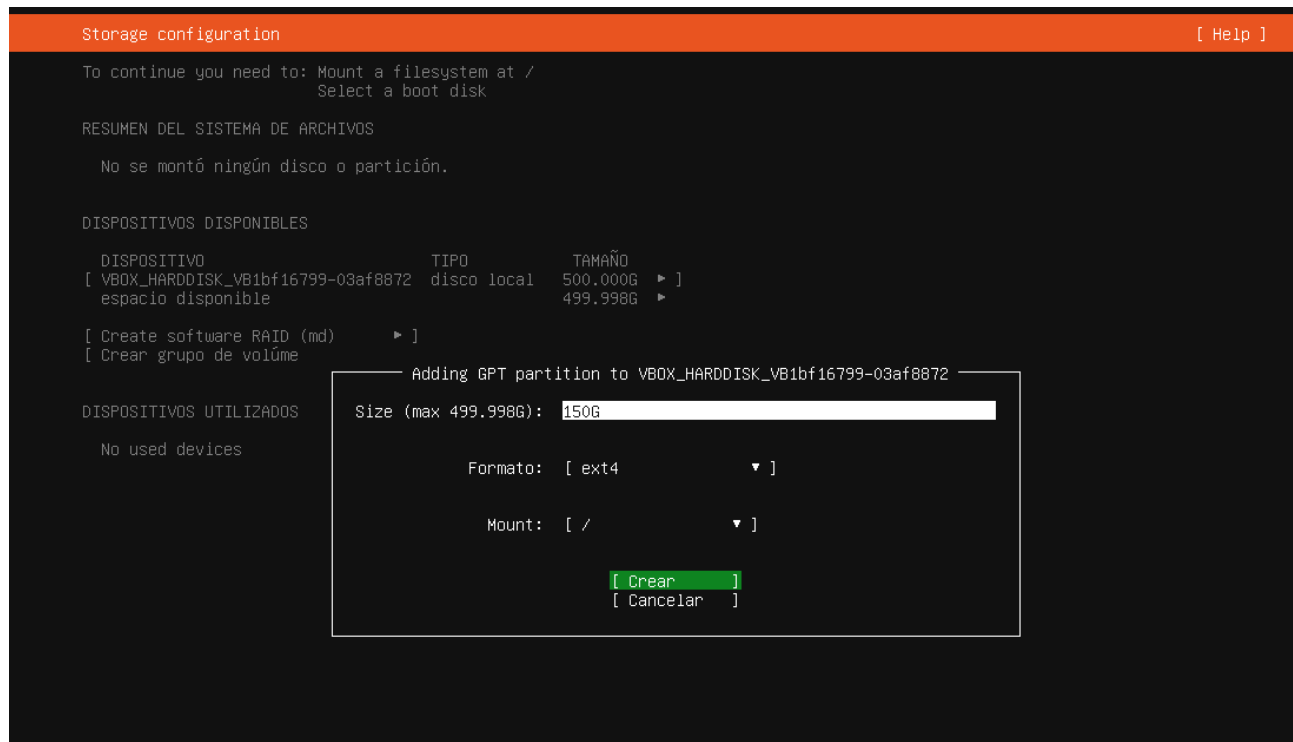 Storage configuration [ Help ]
To continue you need to: Mount a filesystem at /
Select a boot disk
RESUMEN DEL SISTEMA DE ARCHIVOS
No se montó ningún disco o partición.
DISPOSITIVOS DISPONIBLES
DISPOSITIVO TIPO TAMAÑO
[ VBOX_HARDDISK_VB1bf16799-03af8872 disco local 500.000G ► ]
espacio disponible 499.998G ►
[ Create software RAID (md) ► ]
[ Crear grupo de volúme
Adding GPT partition to VBOX_HARDDISK_VB1bf16799-03af8872
DISPOSITIVOS UTILIZADOS
Size (max 499.998G): 150G
No used devices
Formato: [ ext4 ▼ ]
Mount: [ / ▼ ]
[ Crear ]
[ Cancelar ]